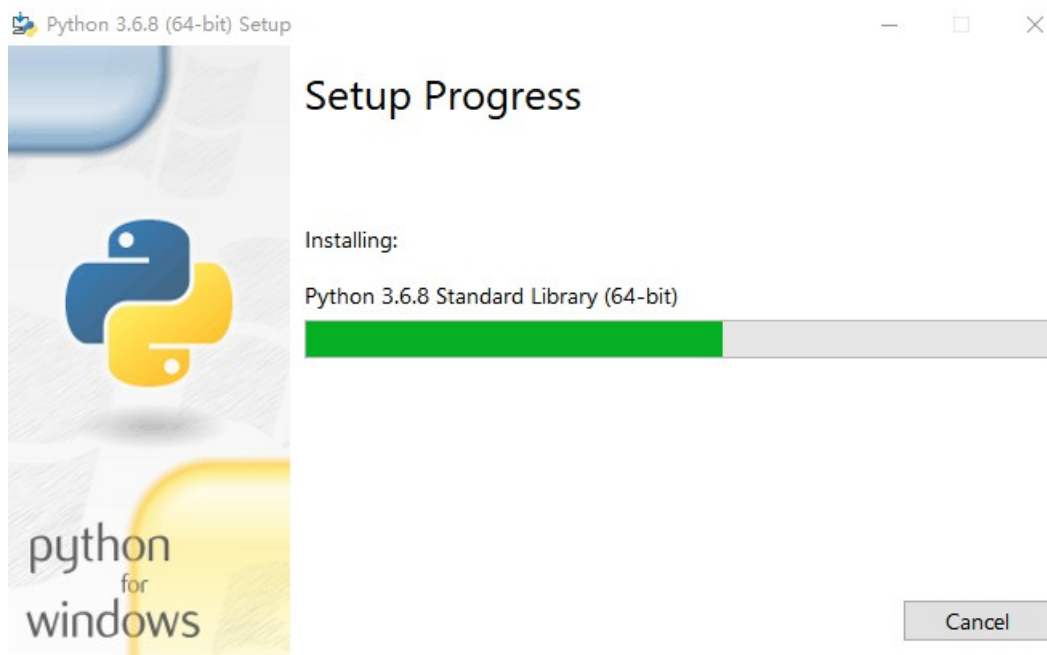 Python 3.6.8 (64-bit) Setup
Setup Progress
Installing:
Python 3.6.8 Standard Library (64-bit)
python
for
windows
Cancel